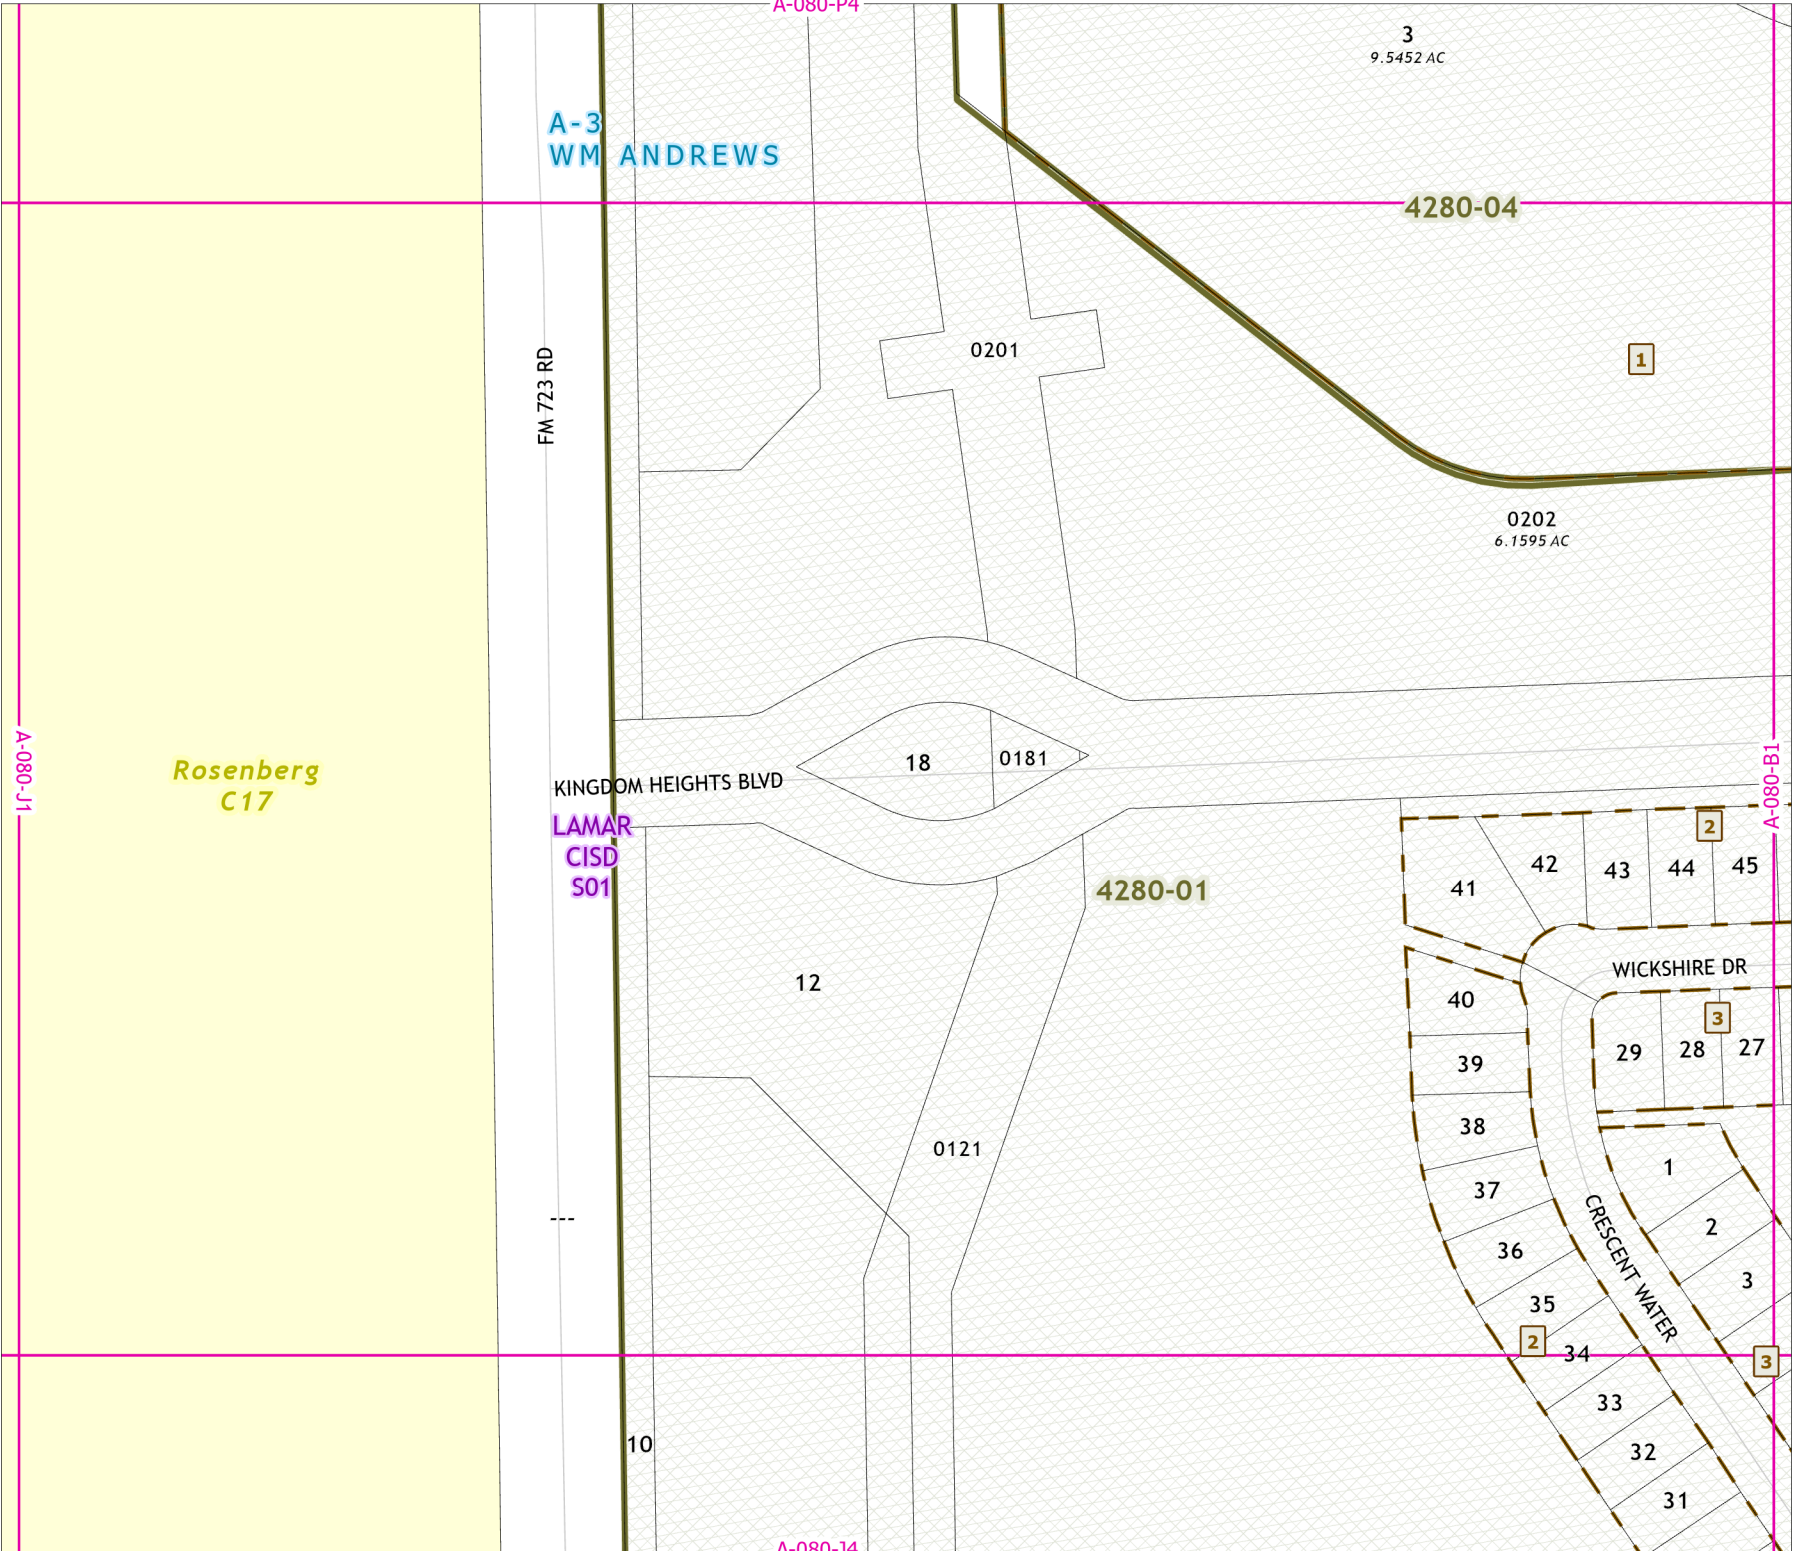 A-080-P4
3
9.5452 AC
A-3
WM ANDREWS
4280-04
FM 723 RD
0201
1
0202
6.1595 AC
A-080-J1
Rosenberg
C17
18
0181
KINGDOM HEIGHTS BLVD
A-080-B1
LAMAR
CISD
S01
4280-01
2
41
42
43
44
45
12
WICKSHIRE DR
40
3
29
28
27
39
38
0121
1
37
2
---
36
CRESCENT WATER
3
35
2
34
3
33
10
32
31
A-080-J4